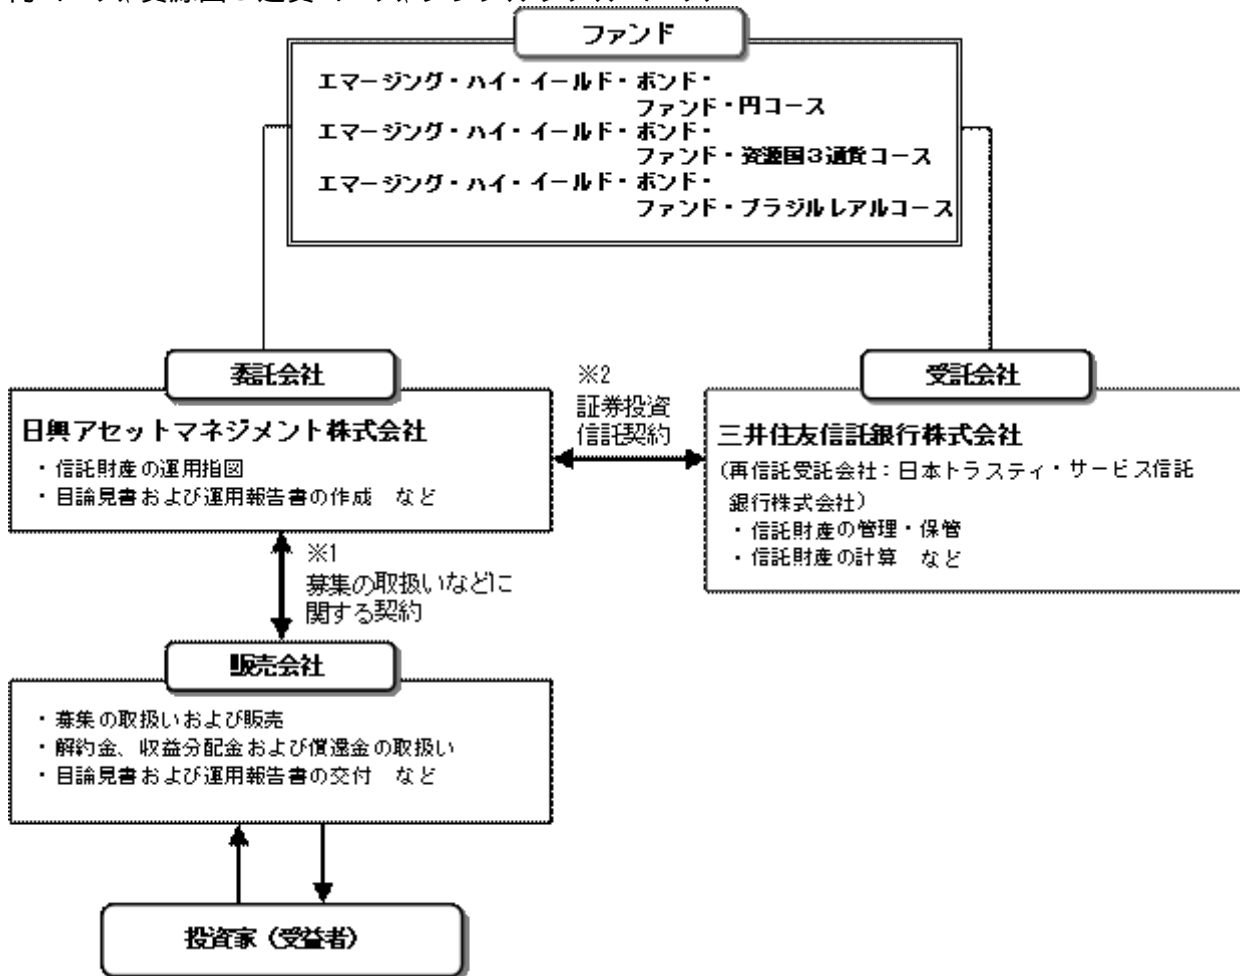 ファンド
エマージング・ハイ・イールド・ボンド・
ファンド・円コース
エマージング・ハイ・イールド・ボンド・
ファンド・資源国3通貨コース
エマージング・ハイ・イールド・ボンド・
ファンド・ブラジルレアルコース
委託会社
日興アセットマネジメント株式会社
・信託財産の運用指図
・目論見書および運用報告書の作成 など
※2
証券投資
信託契約
受託会社
三井住友信託銀行株式会社
(再信託受託会社:日本トラスティ・サービス信託
銀行株式会社)
・信託財産の管理・保管
・信託財産の計算 など
※1
募集の取扱いなどに
関する契約
販売会社
・募集の取扱いおよび販売
・解約金、収益分配金および償還金の取扱い
・目論見書および運用報告書の交付 など
投資家(受益者)